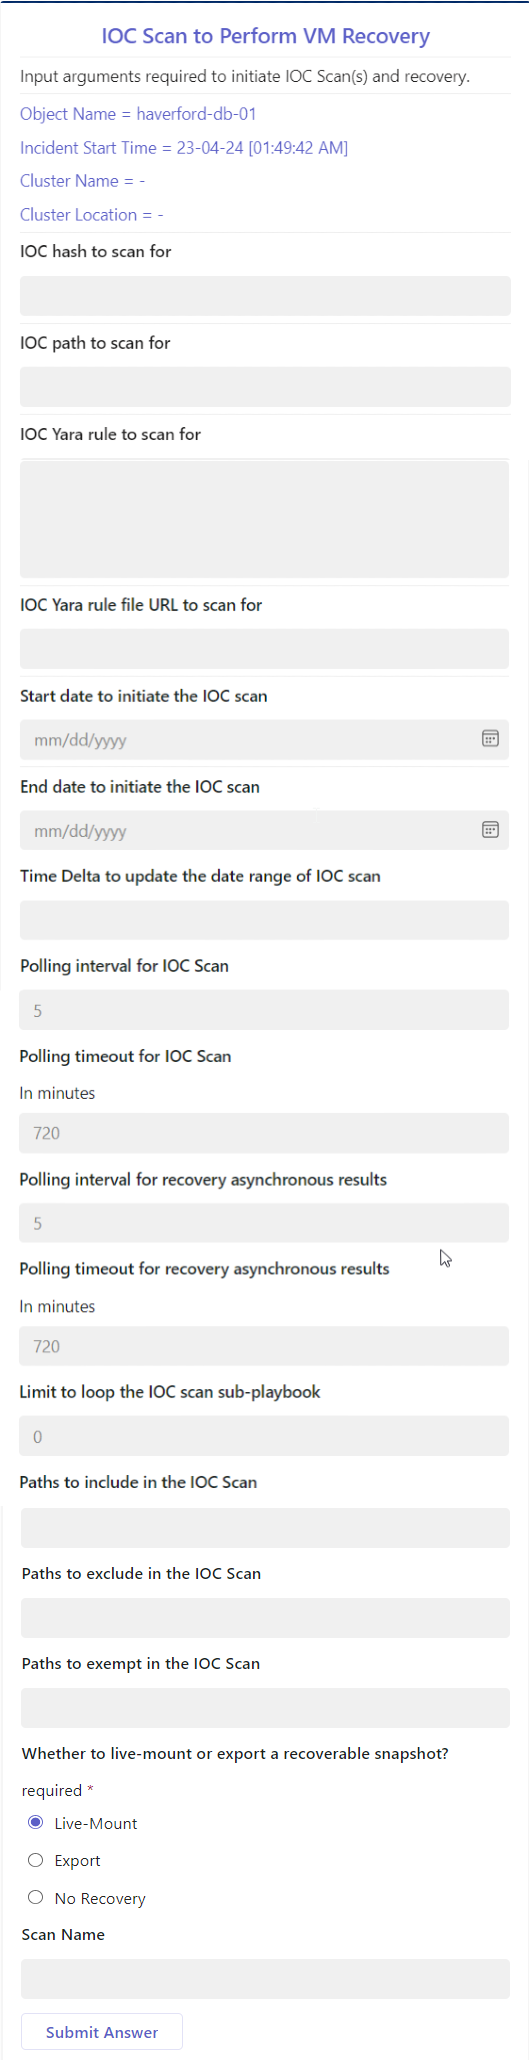 IOC Scan to Perform VM Recovery
Input arguments required to initiate IOC Scan(s) and recovery.
Object Name = haverford-db-01
Incident Start Time = 23-04-24 [01:49:42 AM]
Cluster Name = -
Cluster Location = -
IOC hash to scan for
IOC path to scan for
IOC Yara rule to scan for
IOC Yara rule file URL to scan for
Start date to initiate the IOC scan
mm/dd/yyyy
End date to initiate the IOC scan
mm/dd/yyyy
Time Delta to update the date range of IOC scan
Polling interval for IOC Scan
5
Polling timeout for IOC Scan
In minutes
720
Polling interval for recovery asynchronous results
5
Polling timeout for recovery asynchronous results
In minutes
720
Limit to loop the IOC scan sub-playbook
0
Paths to include in the IOC Scan
Paths to exclude in the IOC Scan
Paths to exempt in the IOC Scan
Whether to live-mount or export a recoverable snapshot?
required *
Live-Mount
Export
No Recovery
Scan Name
Submit Answer